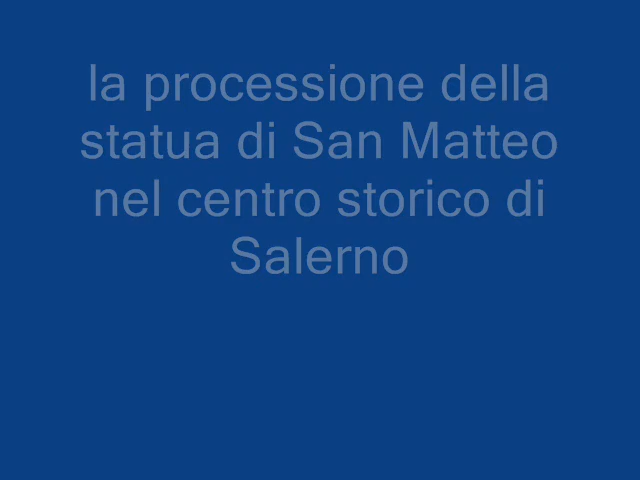 la processione della
statua di San Matteo
nel centro storico di
Salerno